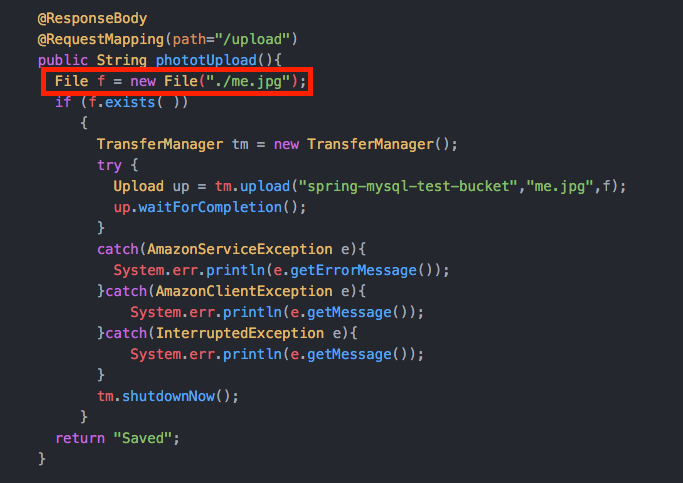 @ResponseBody
@RequestMapping(path="/upload")
public String phototUpload(){
File f = new File("./me.jpg");
if (f.exists( ))
{
TransferManager tm = new TransferManager();
try {
Upload up = tm.upload("spring-mysql-test-bucket","me.jpg",f);
up.waitForCompletion();
}
catch(AmazonServiceException e){
System.err.println(e.getErrorMessage());
}catch(AmazonClientException e){
System.err.println(e.getMessage());
}catch(InterruptedException e){
System.err.println(e.getMessage());
}
tm.shutdownNow();
}
return "Saved";
}